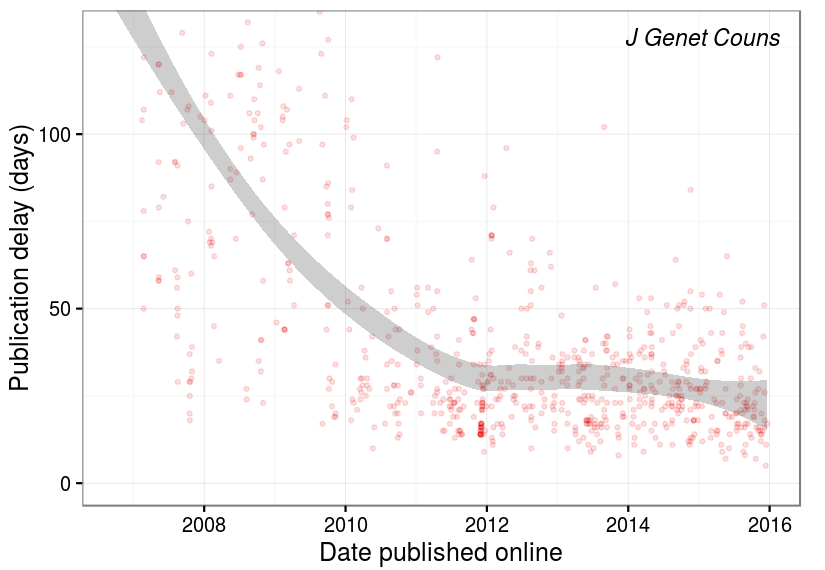 J Genet Couns
Publication delay (days)
100
50
0
2008 2010 2012 2014 2016
Date published online